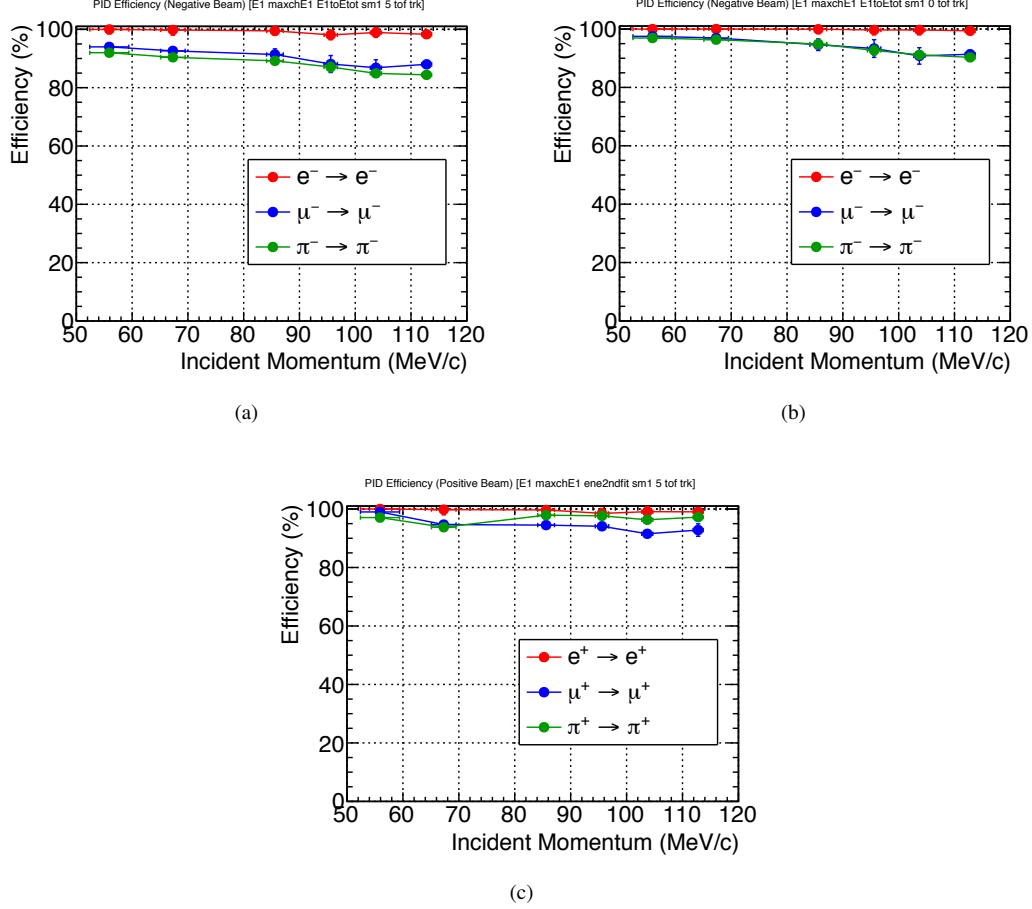 PID Efficiency (Negative Beam) [E1 maxchE1 E1toEtot sm1 5 tof trk]
Efficiency (%)
100
80
60
40
20
0
e⁻ → e⁻
μ⁻ → μ⁻
π⁻ → π⁻
50 60 70 80 90 100 110 120
Incident Momentum (MeV/c)
(a)
PID Efficiency (Negative Beam) [E1 maxchE1 E1toEtot sm1 0 tof trk]
Efficiency (%)
100
80
60
40
20
0
e⁻ → e⁻
μ⁻ → μ⁻
π⁻ → π⁻
50 60 70 80 90 100 110 120
Incident Momentum (MeV/c)
(b)
PID Efficiency (Positive Beam) [E1 maxchE1 ene2ndfit sm1 5 tof trk]
Efficiency (%)
100
80
60
40
20
0
e⁺ → e⁺
μ⁺ → μ⁺
π⁺ → π⁺
50 60 70 80 90 100 110 120
Incident Momentum (MeV/c)
(c)